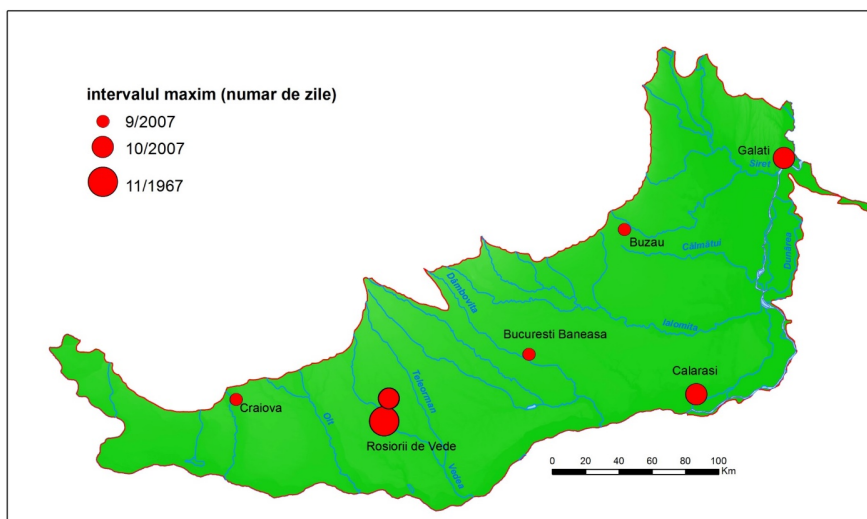 intervalul maxim (numar de zile)
9/2007
10/2007
11/1967
Galati
Siret
Buzau
Călmătui
Dunărea
Dâmbovița
Ialomița
Bucuresti Baneasa
Calarasi
Craiova
Olt
Teleorman
Rosiorii de Vede
Vedea
0 20 40 60 80 100
Km